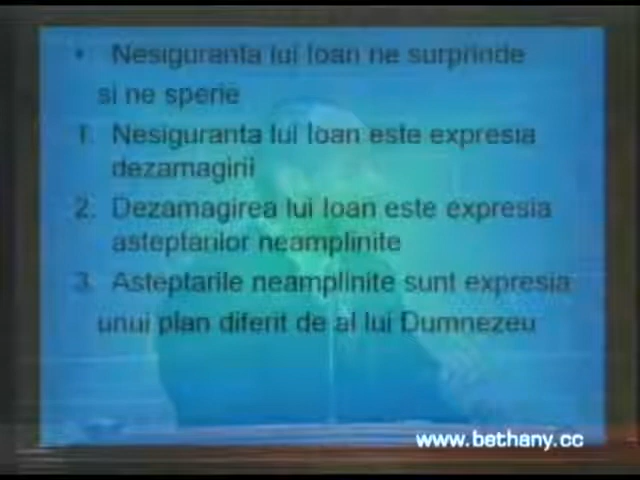 • Nesiguranta lui Ioan ne surprinde
si ne sperie
1. Nesiguranta lui Ioan este expresia
dezamagirii
2. Dezamagirea lui Ioan este expresia
asteptarilor neamplinite
3. Asteptarile neamplinite sunt expresia
unui plan diferit de al lui Dumnezeu
www.bethany.cc